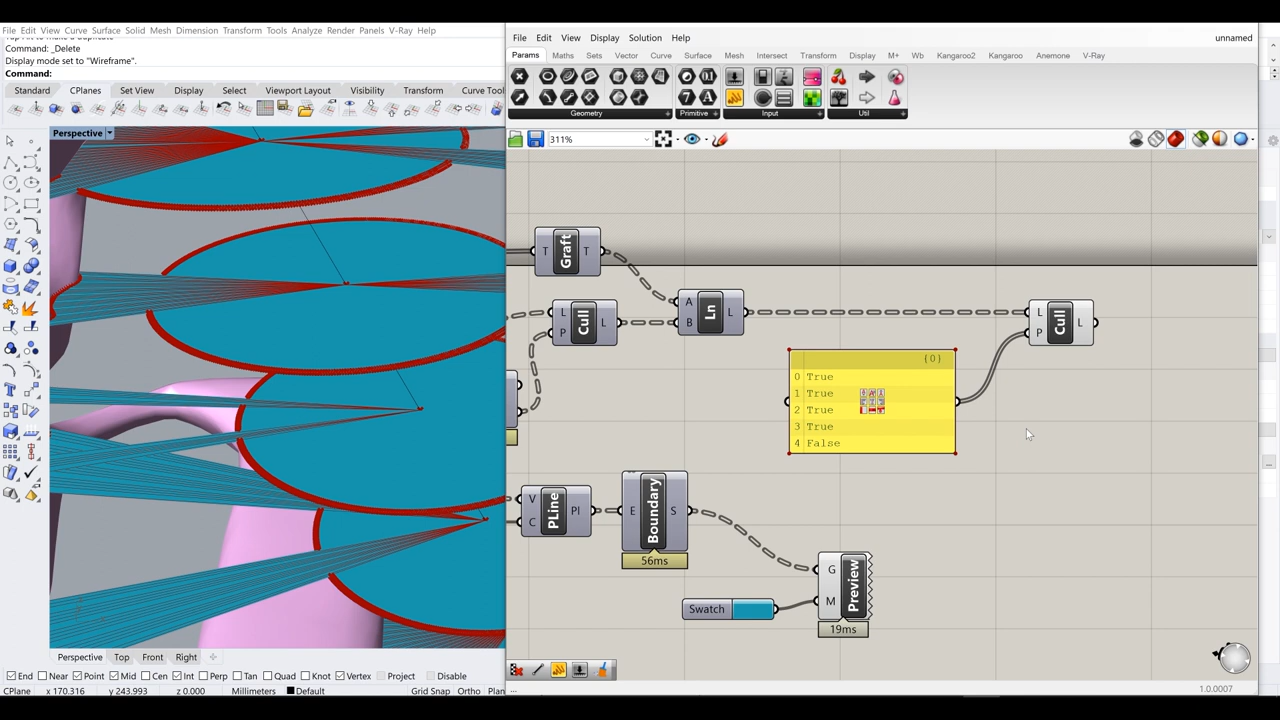 File Edit View Curve Surface Solid Mesh Dimension Transform Tools Analyze Render Panels V-Ray Help
Command: _Delete
Display mode set to "Wireframe".
Command:
Standard CPlanes Set View Display Select Viewport Layout Visibility Transform Curve Tool
Perspective
Perspective Top Front Right
End Near Point Mid Cen Int Perp Tan Quad Knot Vertex Project Disable
CPlane x 170.316 y 243.993 z 0.000 Millimeters Default Grid Snap Ortho Plan
File Edit View Display Solution Help
unnamed
Params Maths Sets Vector Curve Surface Mesh Intersect Transform Display M+ Wb Kangaroo2 Kangaroo Anemone V-Ray
Geometry Primitive Input Util
311%
T Graft T
L P Cull L
A B Ln L
L P Cull L
{0}
0 True
1 True
2 True
3 True
4 False
V C PLine Pl
E Boundary S
56ms
G M Preview
19ms
Swatch
...
1.0.0007